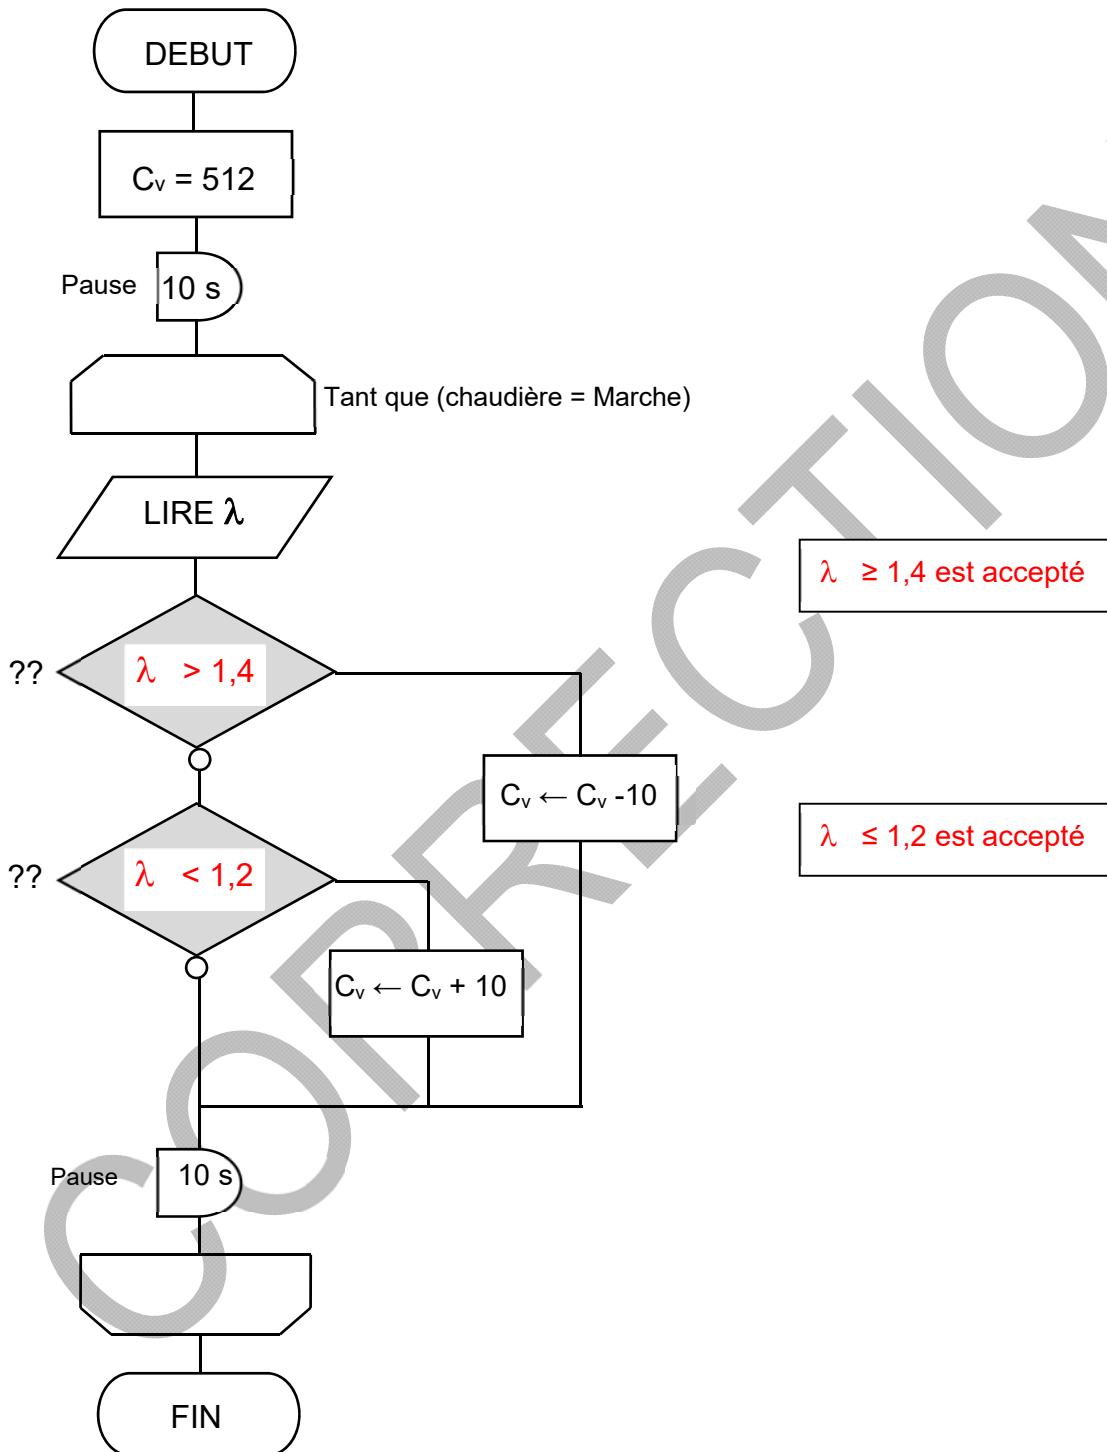 DEBUT
Cv = 512
Pause 10 s
Tant que (chaudière = Marche)
LIRE λ
λ ≥ 1,4 est accepté
?? λ > 1,4
Cv ← Cv -10
λ ≤ 1,2 est accepté
?? λ < 1,2
Cv ← Cv + 10
Pause 10 s
FIN
CORRECTION